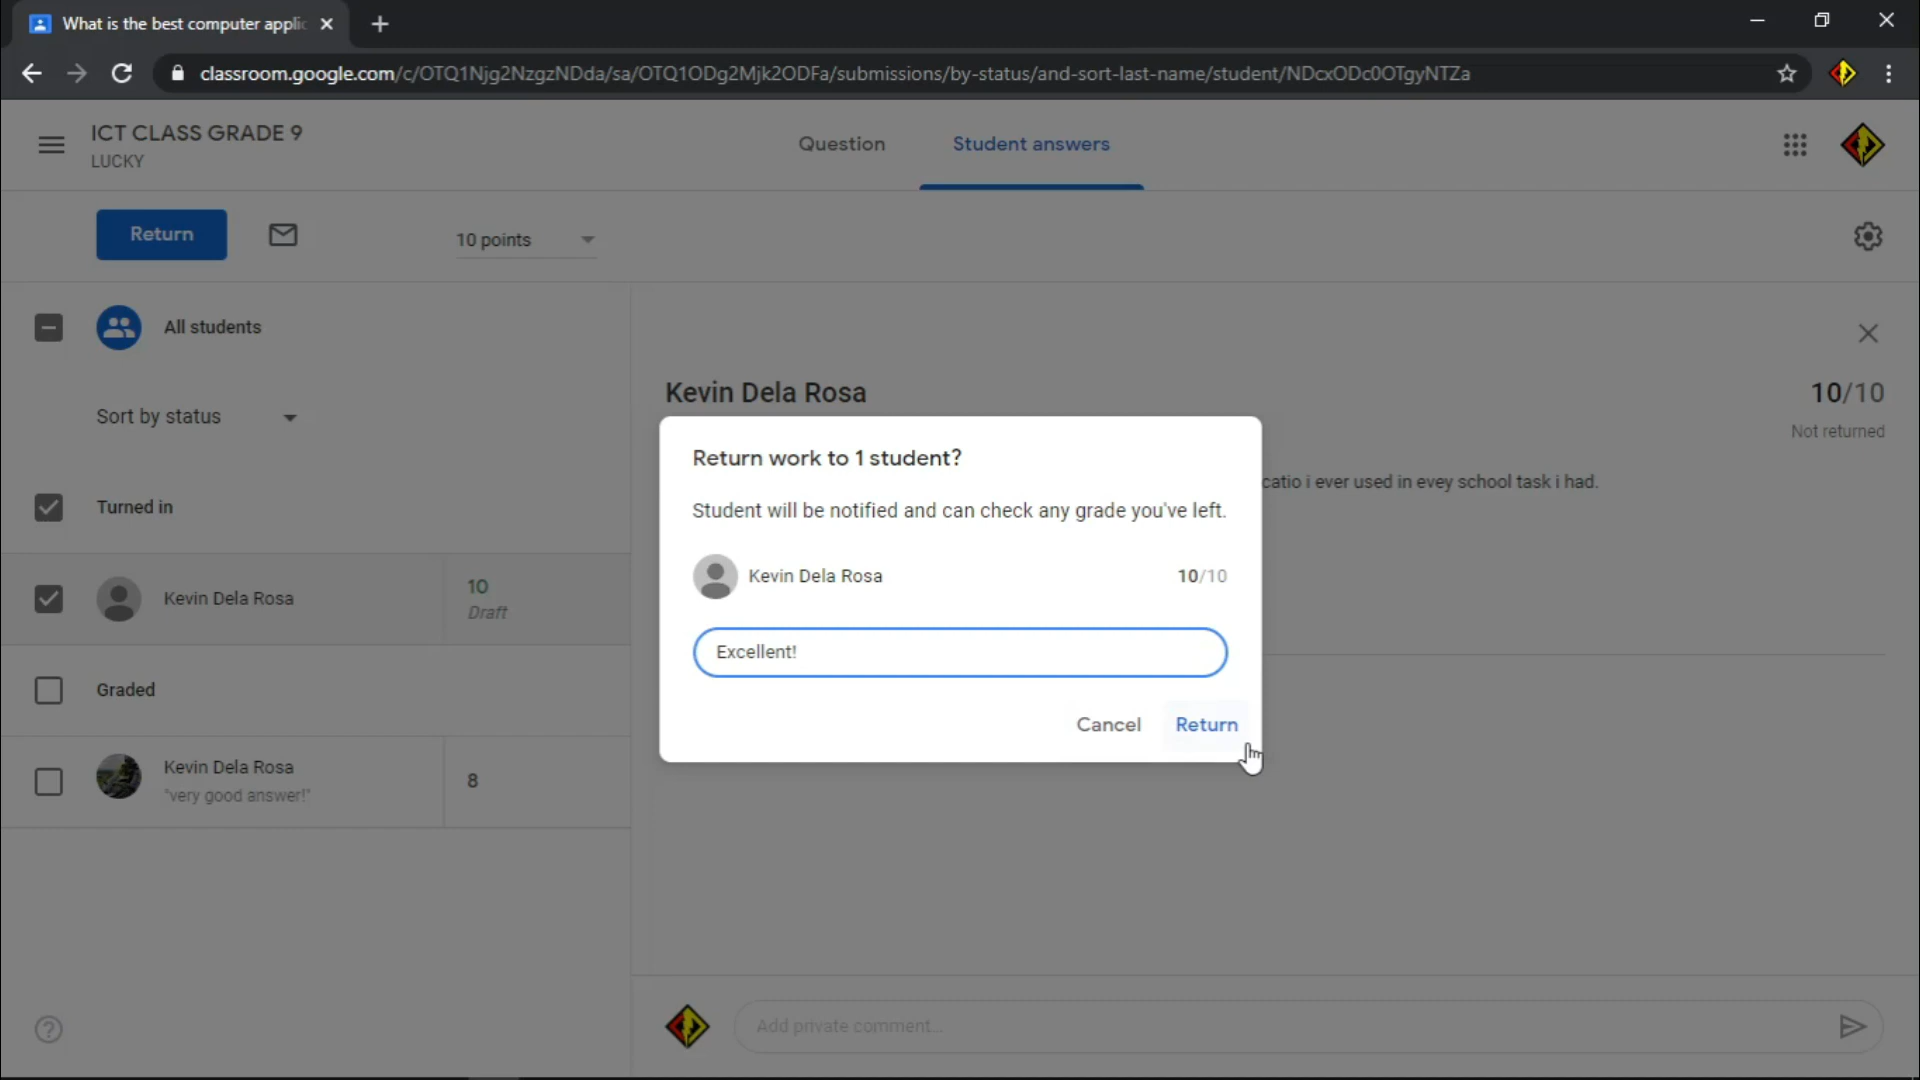 What is the best computer applic
classroom.google.com/c/OTQ1Njg2NzgzNDda/sa/OTQ1ODg2Mjk2ODFa/submissions/by-status/and-sort-last-name/student/NDcxODc0OTgyNTZa
ICT CLASS GRADE 9
LUCKY
Question
Student answers
Return
10 points
All students
Sort by status
Turned in
Kevin Dela Rosa
10
Draft
Graded
Kevin Dela Rosa
"very good answer!"
8
Kevin Dela Rosa
10/10
Not returned
catio i ever used in evey school task i had.
Return work to 1 student?
Student will be notified and can check any grade you've left.
Kevin Dela Rosa
10/10
Excellent!
Cancel
Return
Add private comment...